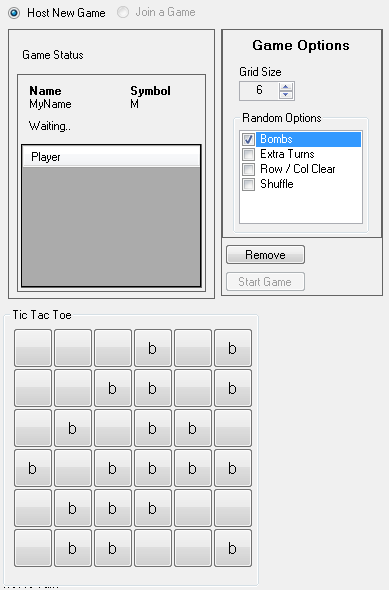 Host New Game Join a Game
Game Status
Name Symbol
MyName M
Waiting..
Player
Game Options
Grid Size
6
Random Options
Bombs
Extra Turns
Row / Col Clear
Shuffle
Remove
Start Game
Tic Tac Toe
b b
b b b
b b b
b b b b b
b b b
b b b